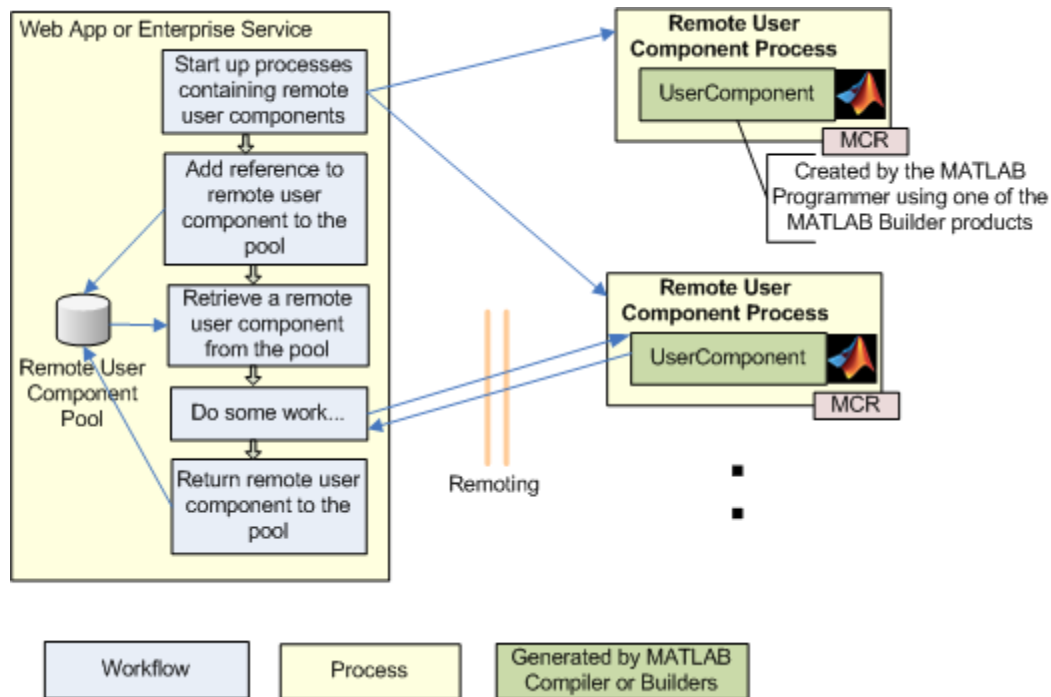 Web App or Enterprise Service
Start up processes
containing remote
user components
Add reference to
remote user
component to the
pool
Retrieve a remote
user component
from the pool
Do some work...
Return remote user
component to the
pool
Remote User
Component
Pool
Remoting
Remote User
Component Process
UserComponent
MCR
Created by the MATLAB
Programmer using one of the
MATLAB Builder products
Remote User
Component Process
UserComponent
MCR
Workflow
Process
Generated by MATLAB
Compiler or Builders